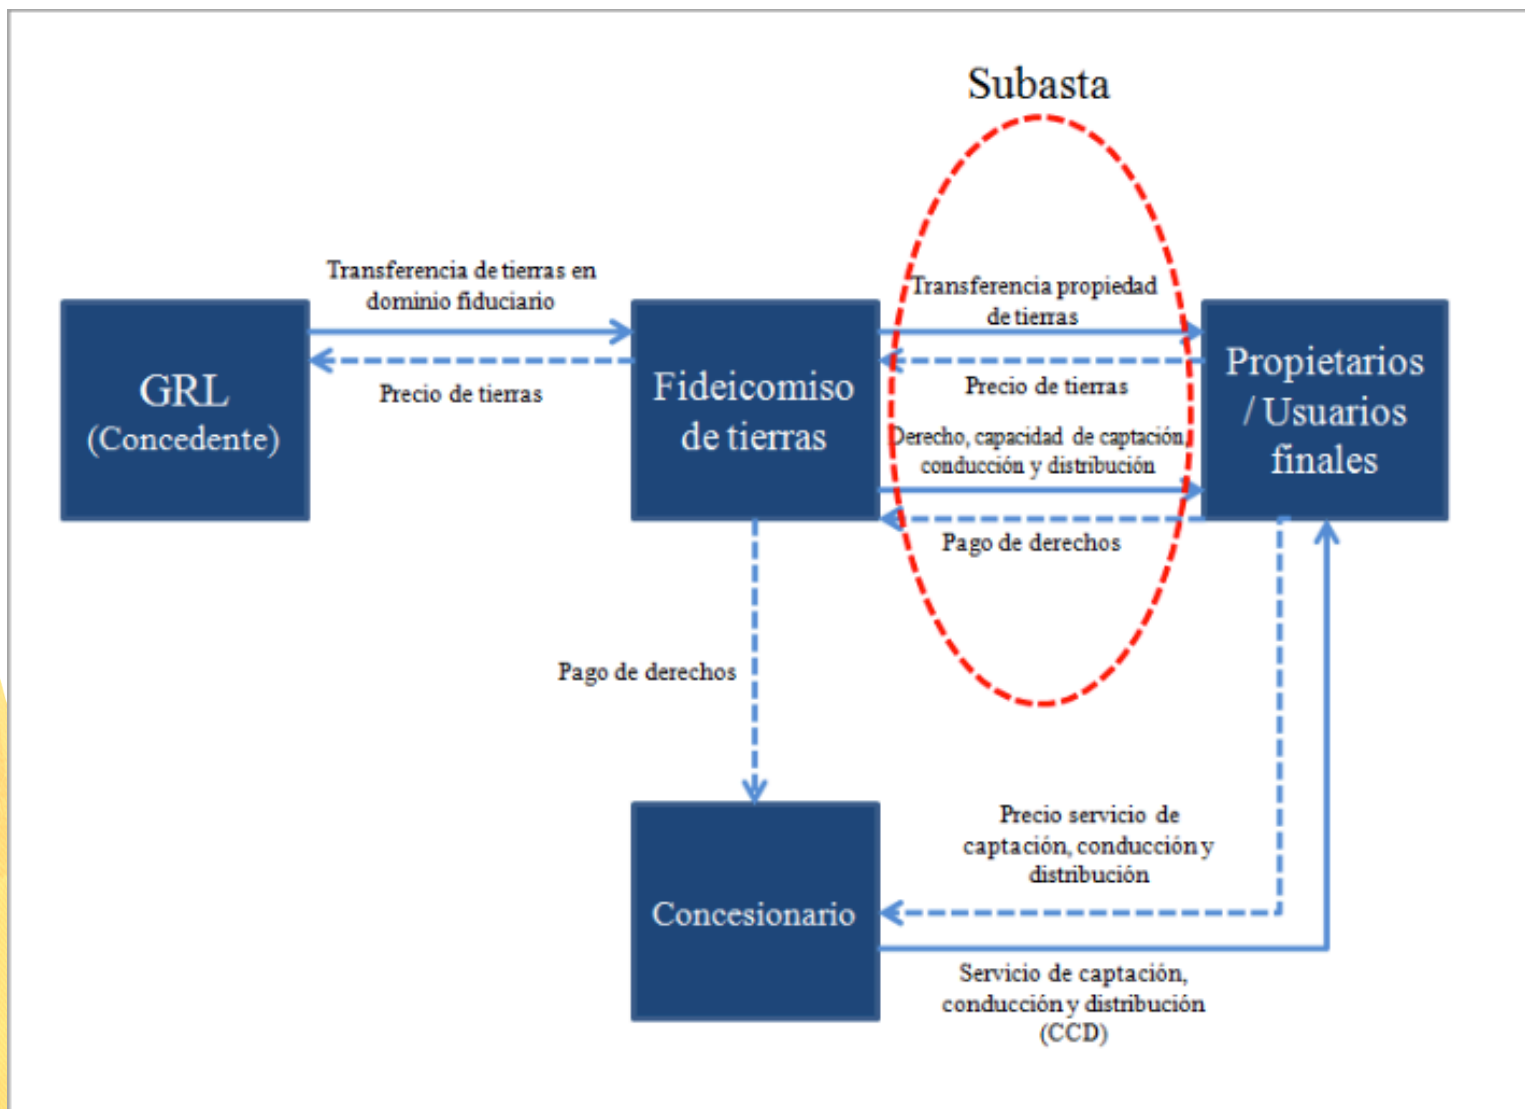 Subasta
Transferencia de tierras en
dominio fiduciario
Precio de tierras
GRL
(Concedente)
Fideicomiso
de tierras
Transferencia propiedad
de tierras
Precio de tierras
Derecho, capacidad de captación,
conducción y distribución
Pago de derechos
Propietarios
/ Usuarios
finales
Pago de derechos
Concesionario
Precio servicio de
captación, conducción y
distribución
Servicio de captación,
conducción y distribución
(CCD)